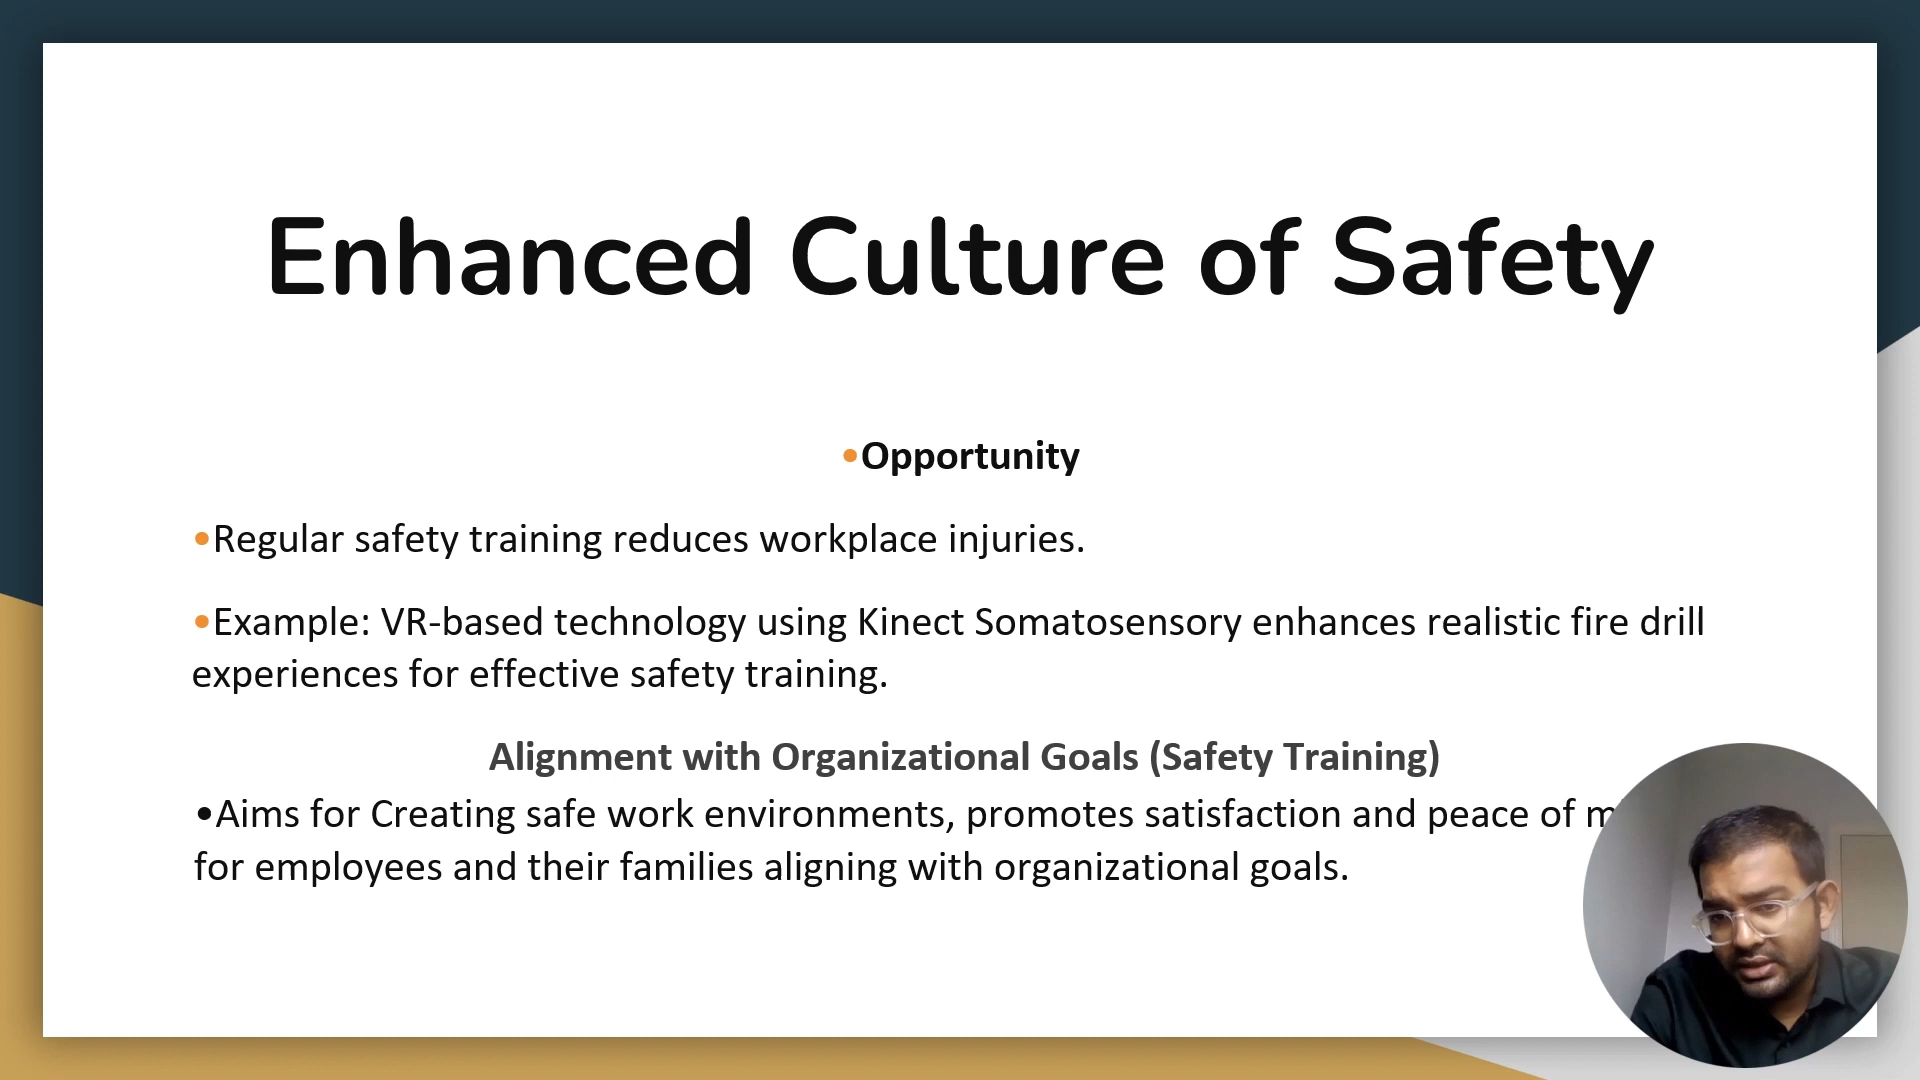 Enhanced Culture of Safety
•Opportunity
•Regular safety training reduces workplace injuries.
•Example: VR-based technology using Kinect Somatosensory enhances realistic fire drill
experiences for effective safety training.
Alignment with Organizational Goals (Safety Training)
•Aims for Creating safe work environments, promotes satisfaction and peace of
for employees and their families aligning with organizational goals.